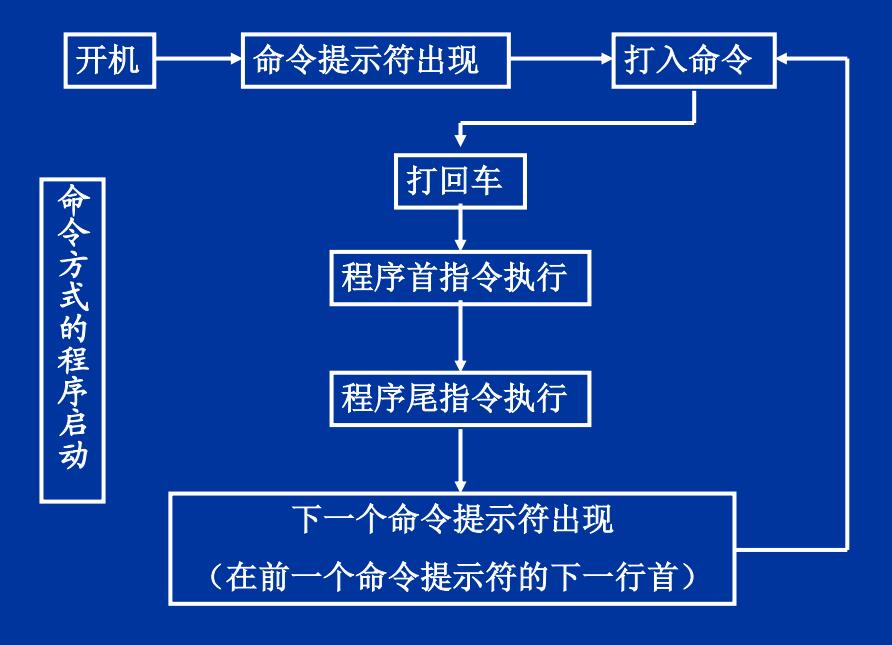 开机
命令提示符出现
打入命令
打回车
程序首指令执行
程序尾指令执行
下一个命令提示符出现
（在前一个命令提示符的下一行首）
命令方式的程序启动